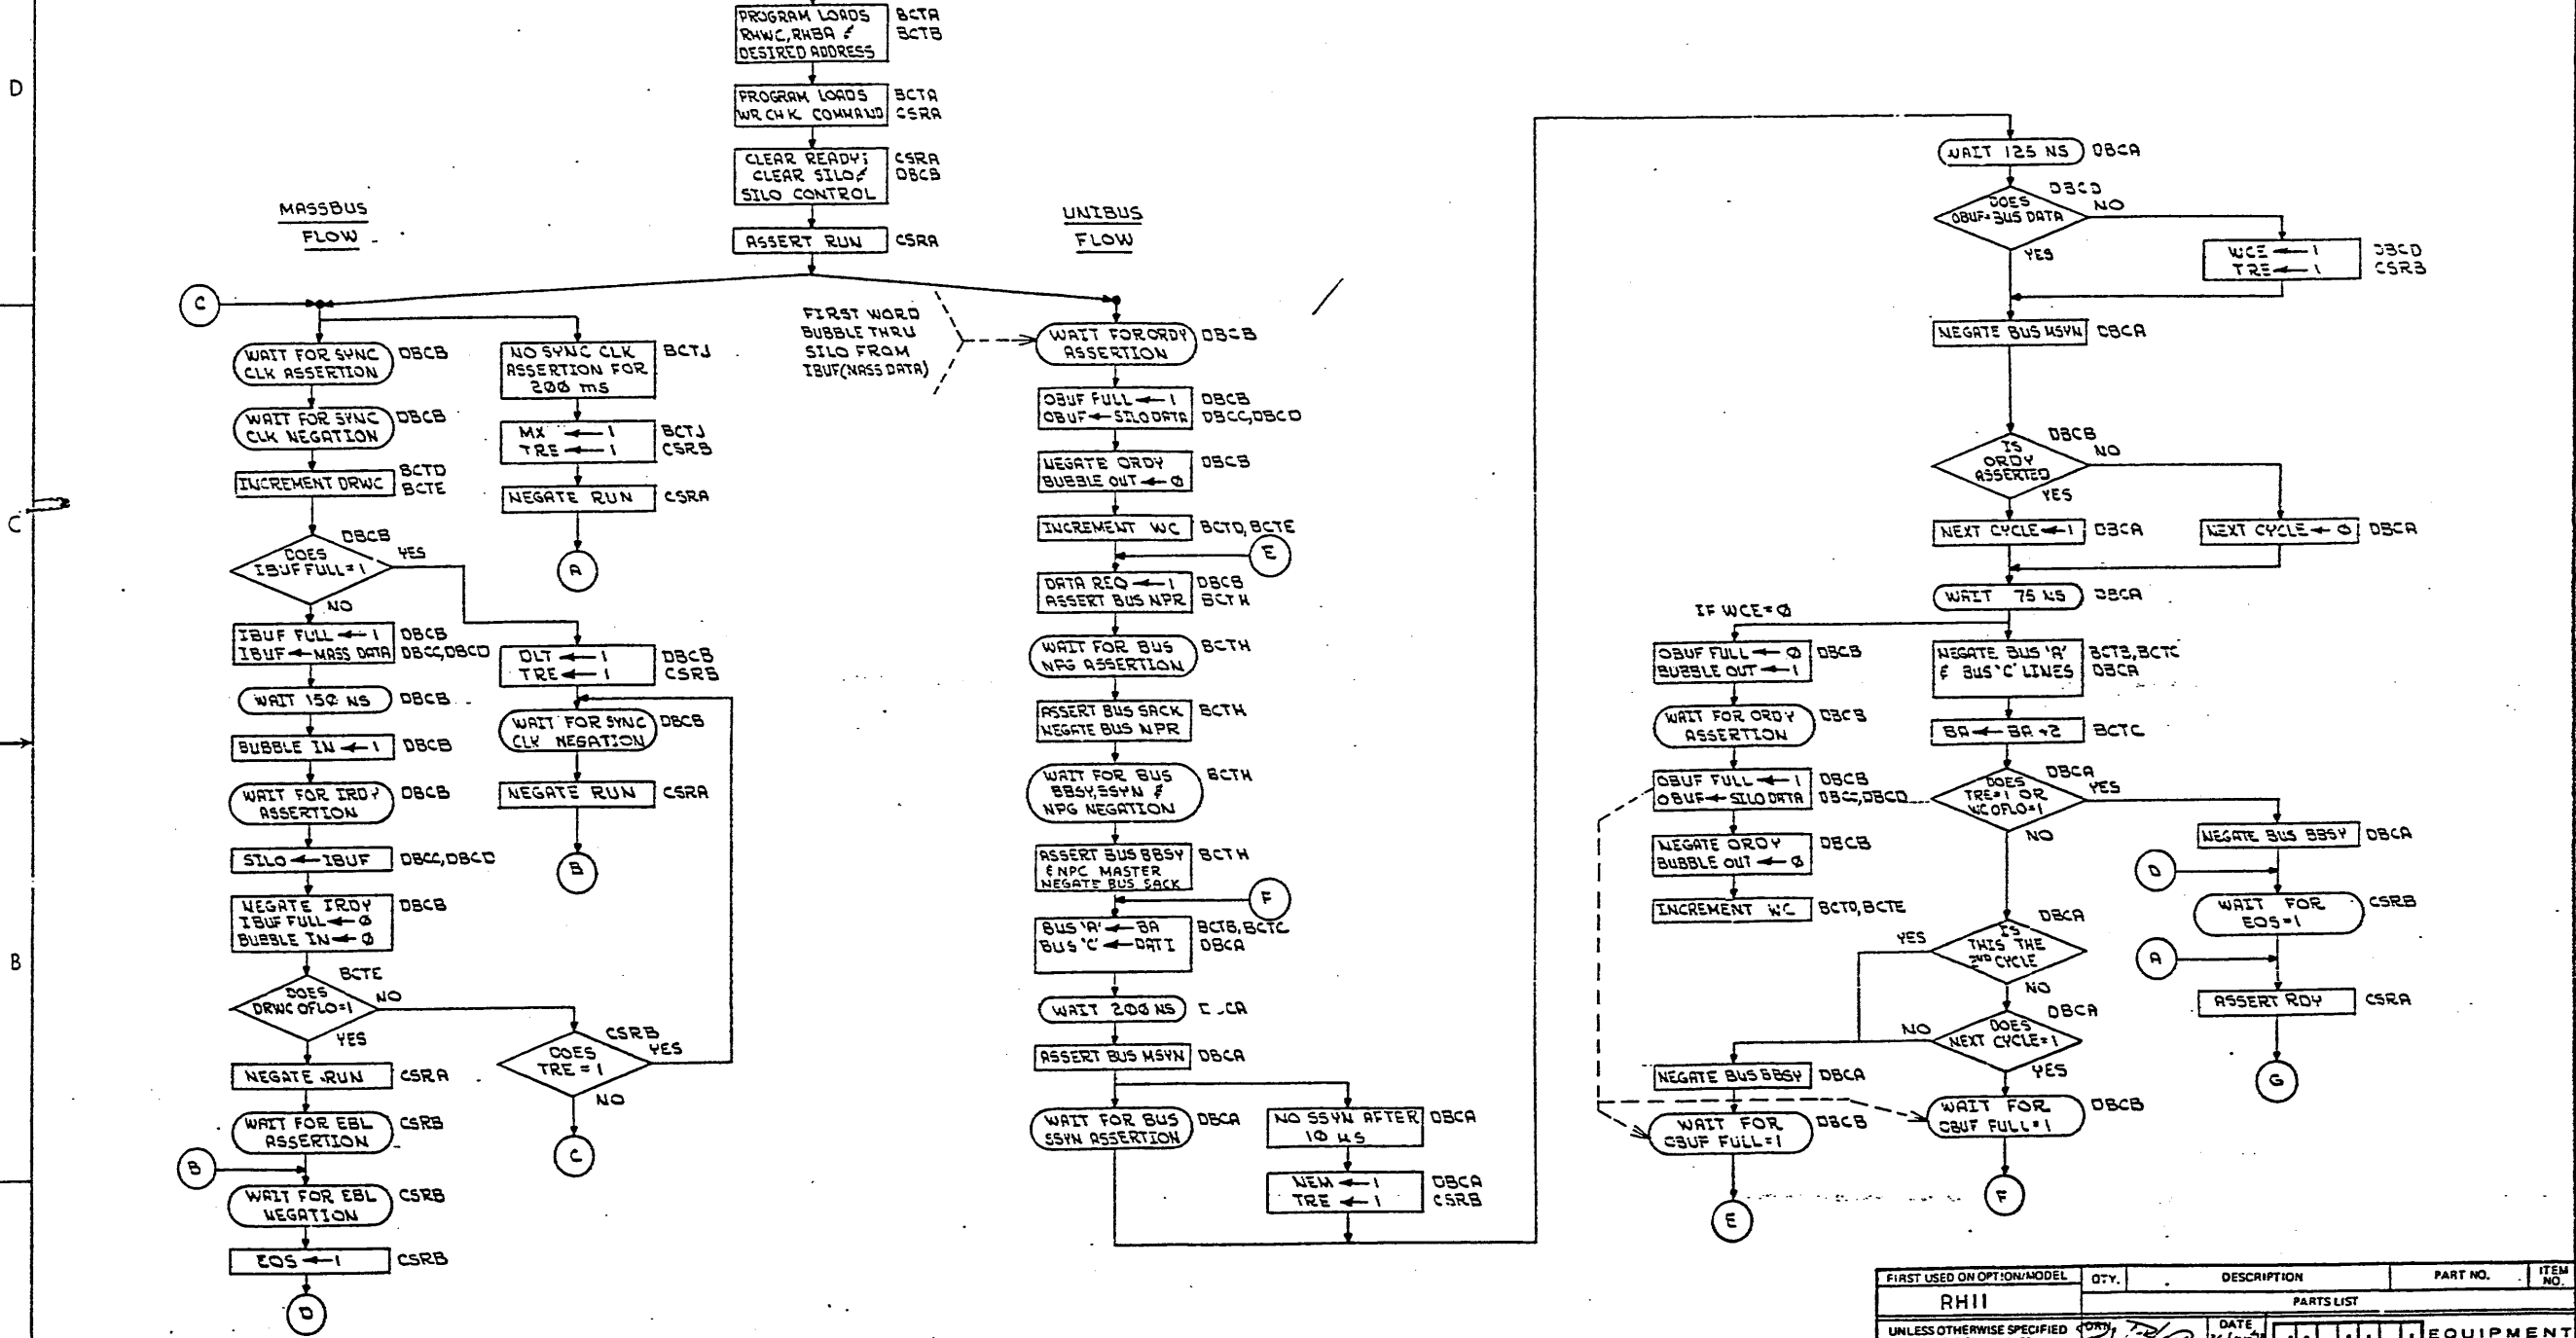 PROGRAM LOADS
RHWC, RHBA &
DESIRED ADDRESS
BCTA
BCTB
PROGRAM LOADS
WR CHK COMMAND
BCTA
CSRA
CLEAR READY;
CLEAR SILO &
SILO CONTROL
CSRA
DBCB
ASSERT RUN
CSRA
MASSBUS
FLOW
UNIBUS
FLOW
D
C
B
C
WAIT FOR SYNC
CLK ASSERTION
DBCB
WAIT FOR SYNC
CLK NEGATION
DBCB
INCREMENT DRWC
BCTD
BCTE
DOES
IBUF FULL=1
DBCB
YES
NO
IBUF FULL ← 1
IBUF ← MASS DATA
DBCB
DBCC,DBCD
WAIT 150 NS
DBCB
BUBBLE IN ← 1
DBCB
WAIT FOR IRDY
ASSERTION
DBCB
SILO ← IBUF
DBCC,DBCD
NEGATE IRDY
IBUF FULL ← 0
BUBBLE IN ← 0
DBCB
DOES
DRWC OFLO=1
BCTE
NO
YES
NEGATE RUN
CSRA
WAIT FOR EBL
ASSERTION
CSRB
B
WAIT FOR EBL
NEGATION
CSRB
EOS ← 1
CSRB
D
NO SYNC CLK
ASSERTION FOR
200 ms
BCTJ
MX ← 1
TRE ← 1
BCTJ
CSRB
NEGATE RUN
CSRA
A
DLT ← 1
TRE ← 1
DBCB
CSRB
WAIT FOR SYNC
CLK NEGATION
DBCB
NEGATE RUN
CSRA
B
DOES
TRE = 1
CSRB
YES
NO
C
FIRST WORD
BUBBLE THRU
SILO FROM
IBUF(MASS DATA)
WAIT FOR ORDY
ASSERTION
DBCB
OBUF FULL ← 1
OBUF ← SILO DATA
DBCB
DBCC,DBCD
NEGATE ORDY
BUBBLE OUT ← 0
DBCB
INCREMENT WC
BCTD, BCTE
E
DATA REQ ← 1
ASSERT BUS NPR
DBCB
BCTH
WAIT FOR BUS
NPG ASSERTION
BCTH
ASSERT BUS SACK
NEGATE BUS NPR
BCTH
WAIT FOR BUS
BBSY, SSYN &
NPG NEGATION
BCTH
ASSERT BUS BBSY
& NPC MASTER
NEGATE BUS SACK
BCTH
F
BUS 'A' ← BA
BUS 'C' ← DATI
BCTB,BCTC
DBCA
WAIT 200 NS
CA
ASSERT BUS MSYN
DBCA
WAIT FOR BUS
SSYN ASSERTION
DBCA
NO SSYN AFTER
10 µS
DBCA
NEM ← 1
TRE ← 1
DBCA
CSRB
WAIT 125 NS
DBCA
DOES
OBUF=BUS DATA
DBCD
NO
YES
WCE ← 1
TRE ← 1
DBCD
CSRB
NEGATE BUS MSYN
DBCA
IS
ORDY
ASSERTED
DBCB
NO
YES
NEXT CYCLE ← 1
DBCA
NEXT CYCLE ← 0
DBCA
WAIT 75 NS
DBCA
IF WCE=0
OBUF FULL ← 0
BUBBLE OUT ← 1
DBCB
WAIT FOR ORDY
ASSERTION
DBCB
OBUF FULL ← 1
OBUF ← SILO DATA
DBCB
DBCC,DBCD
NEGATE ORDY
BUBBLE OUT ← 0
DBCB
INCREMENT WC
BCTD,BCTE
NEGATE BUS 'A'
& BUS 'C' LINES
BCTB,BCTC
DBCA
BA ← BA +2
BCTC
DOES
TRE=1 OR
WC OFLO=1
DBCA
YES
NO
NEGATE BUS BBSY
DBCA
D
WAIT FOR
EOS=1
CSRB
A
ASSERT RDY
CSRA
G
IS
THIS THE
2ND CYCLE
DBCA
YES
NO
DOES
NEXT CYCLE=1
DBCA
NO
YES
NEGATE BUS BBSY
DBCA
WAIT FOR
OBUF FULL=1
DBCB
E
WAIT FOR
OBUF FULL=1
DBCB
F
FIRST USED ON OPTION/MODEL
RH11
QTY.
DESCRIPTION
PART NO.
ITEM NO.
PARTS LIST
UNLESS OTHERWISE SPECIFIED
DRN.
DATE
EQUIPMENT